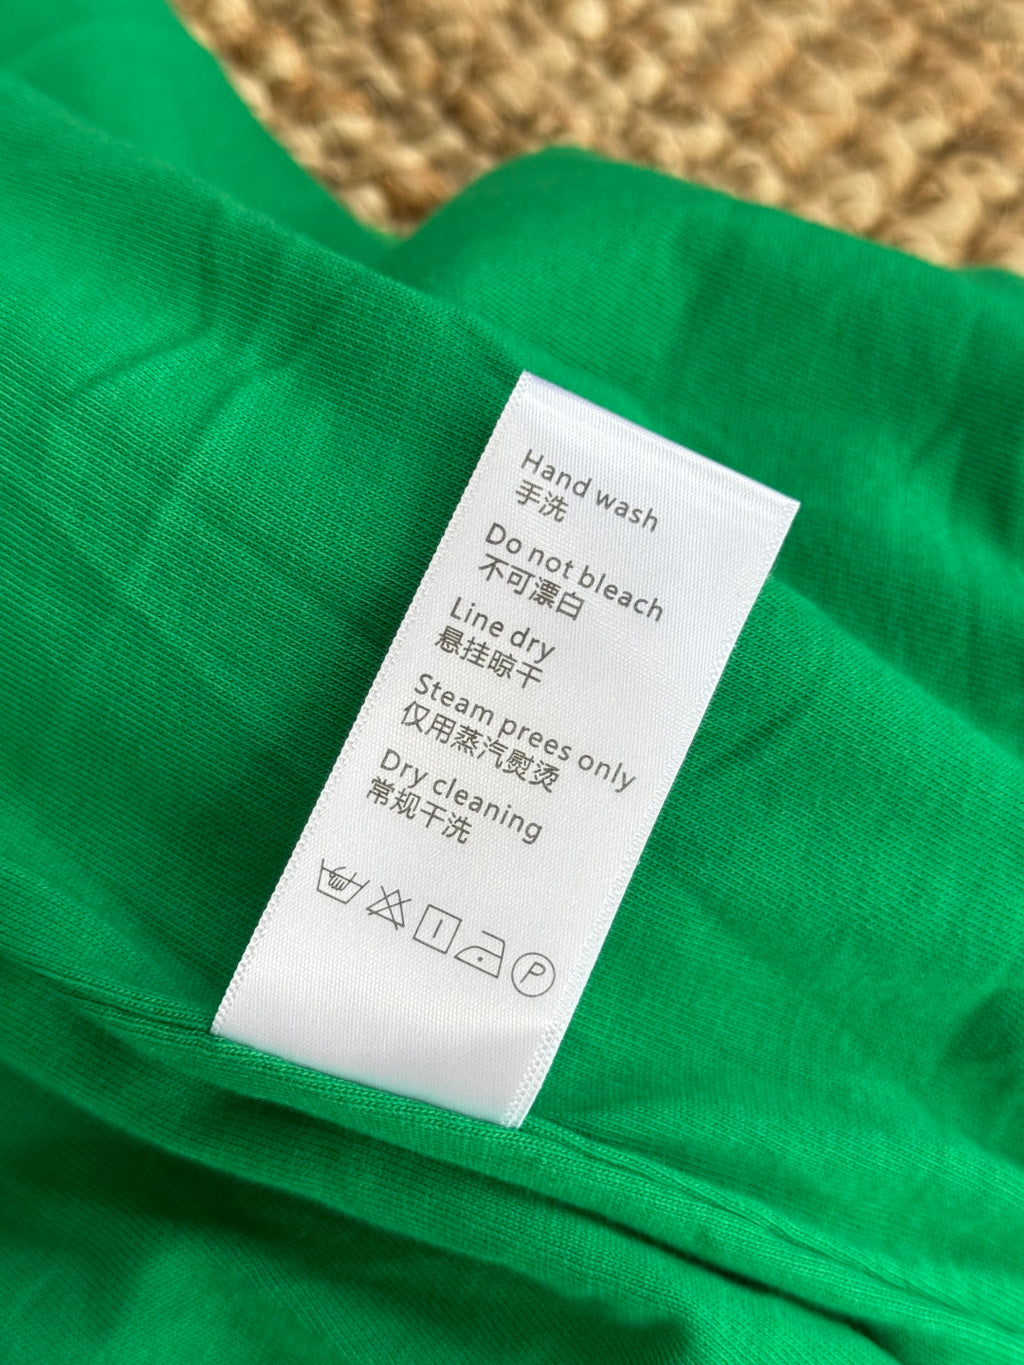 Hand wash
手洗
Do not bleach
不可漂白
Line dry
悬挂晾干
Steam prees only
仅用蒸汽熨烫
Dry cleaning
常规干洗
P